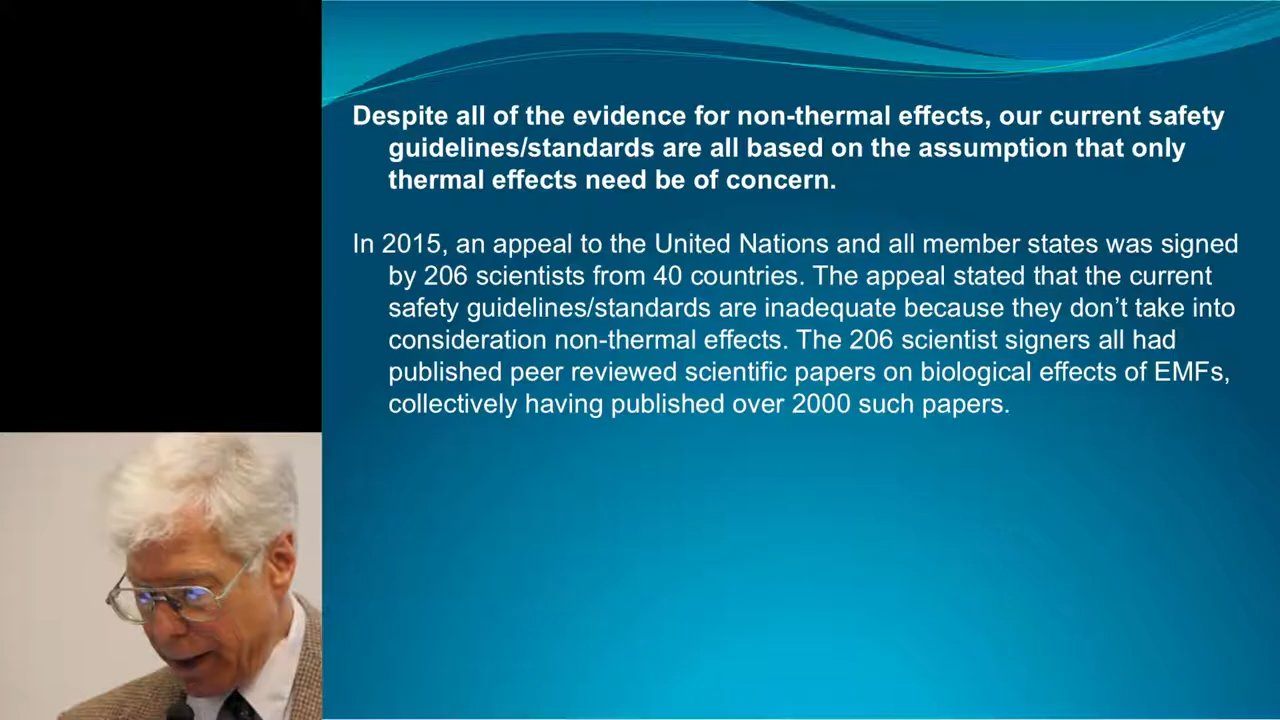 Despite all of the evidence for non-thermal effects, our current safety
guidelines/standards are all based on the assumption that only
thermal effects need be of concern.
In 2015, an appeal to the United Nations and all member states was signed
by 206 scientists from 40 countries. The appeal stated that the current
safety guidelines/standards are inadequate because they don’t take into
consideration non-thermal effects. The 206 scientist signers all had
published peer reviewed scientific papers on biological effects of EMFs,
collectively having published over 2000 such papers.